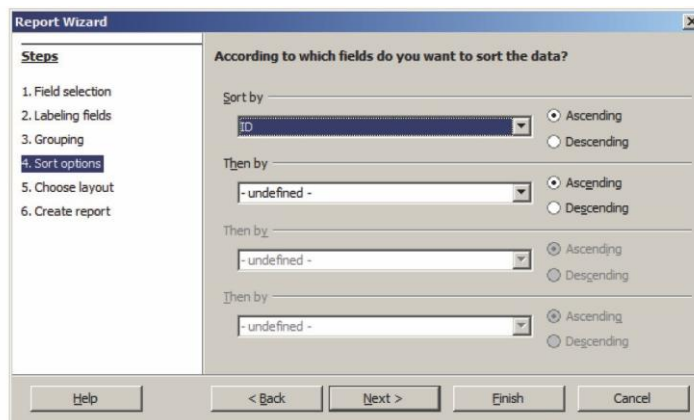 Report Wizard
Steps
1. Field selection
2. Labeling fields
3. Grouping
4. Sort options
5. Choose layout
6. Create report
According to which fields do you want to sort the data?
Sort by
ID
Ascending
Descending
Then by
- undefined -
Ascending
Descending
Then by
- undefined -
Ascending
Descending
Then by
- undefined -
Ascending
Descending
Help
< Back
Next >
Finish
Cancel